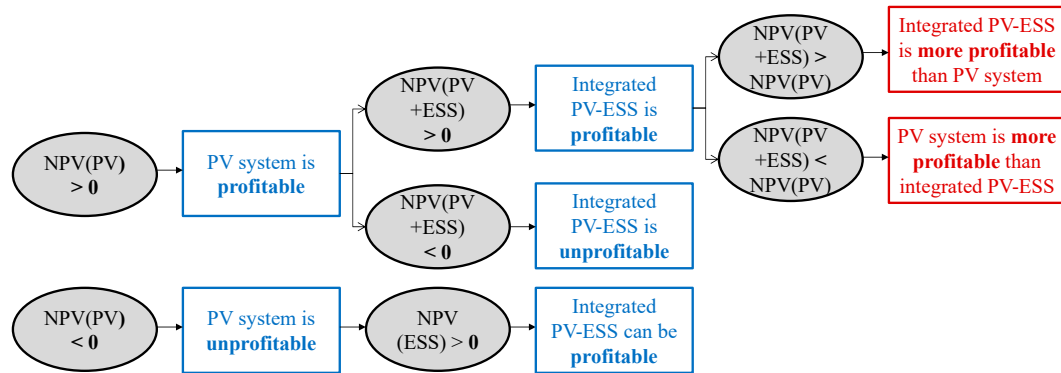 NPV(PV)
> 0
PV system is
profitable
NPV(PV
+ESS)
> 0
Integrated
PV-ESS is
profitable
NPV(PV
+ESS) >
NPV(PV)
Integrated PV-ESS
is more profitable
than PV system
NPV(PV
+ESS) <
NPV(PV)
PV system is more
profitable than
integrated PV-ESS
NPV(PV
+ESS)
< 0
Integrated
PV-ESS is
unprofitable
NPV(PV)
< 0
PV system is
unprofitable
NPV
(ESS) > 0
Integrated
PV-ESS can be
profitable